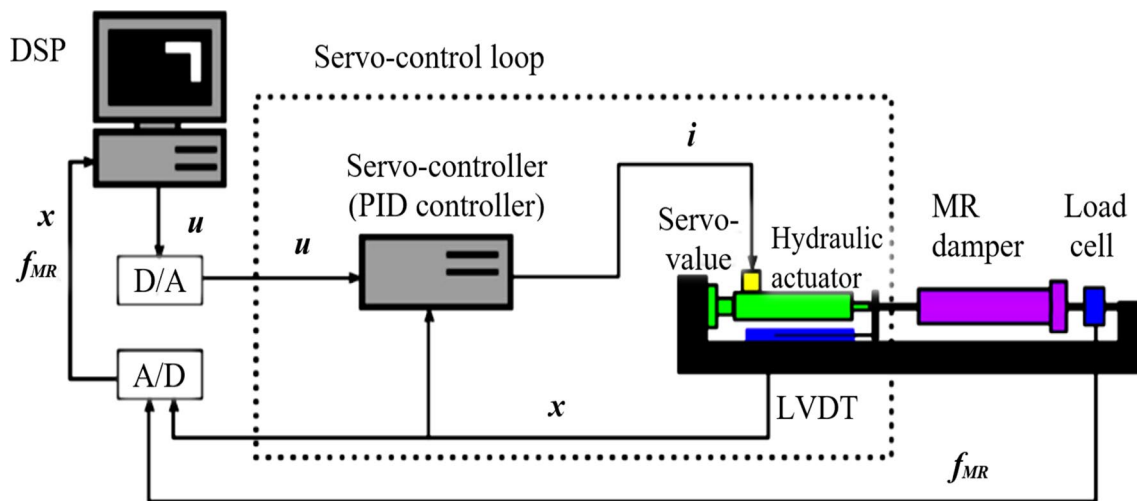 DSP
Servo-control loop
i
Servo-controller
(PID controller)
x
f_MR
u
D/A
u
Servo-
value
Hydraulic
actuator
MR
damper
Load
cell
A/D
x
LVDT
f_MR